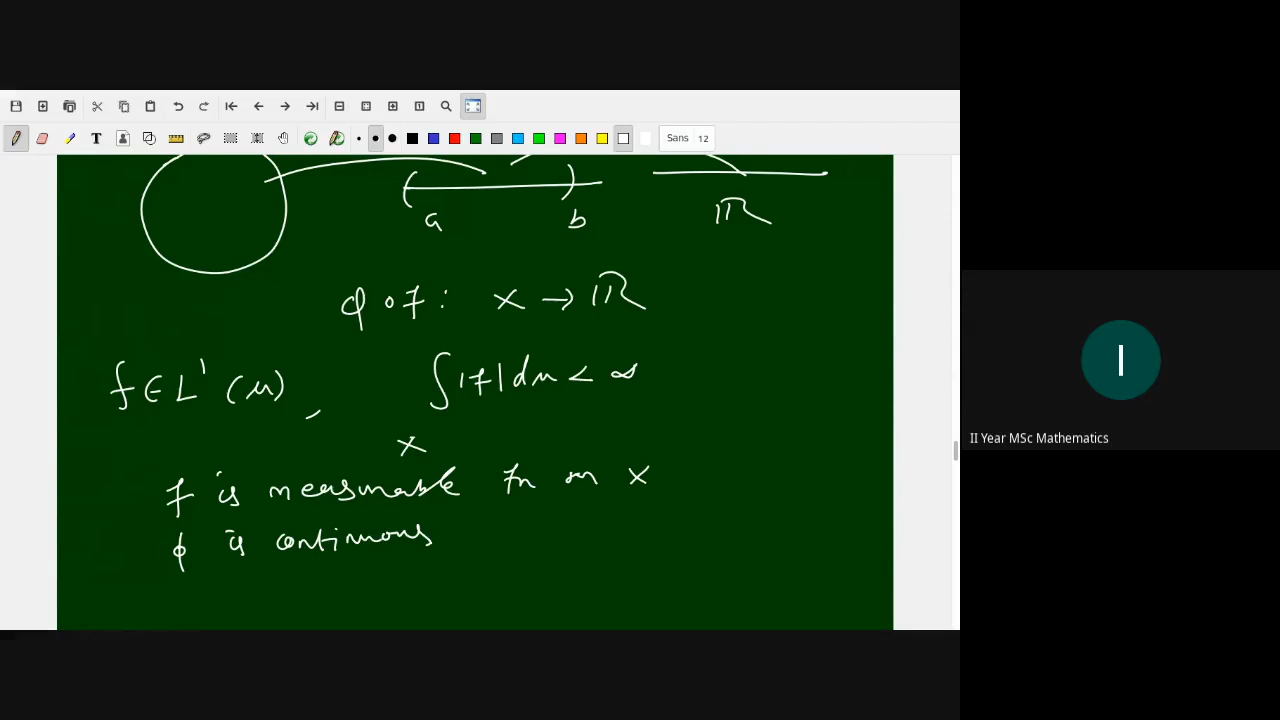 Sans 12
a b ℝ
φ∘f : X → ℝ
f ∈ L¹(μ), ∫|f|dμ < ∞
X
f is measurable fn on X
φ is continuous
I
II Year MSc Mathematics